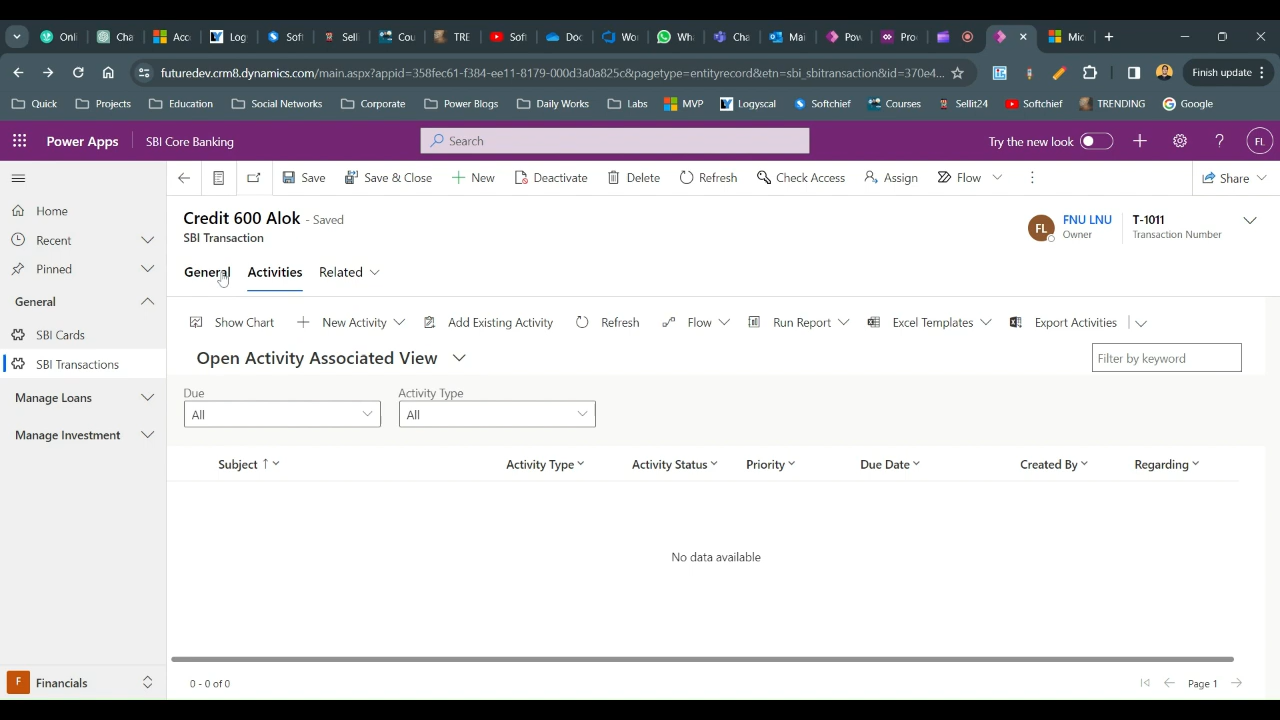 Onli Cha Acc Log Soft Selli Cou TRE Soft Doc Wo Wh Cha Mai Pow Pro Mic
futuredev.crm8.dynamics.com/main.aspx?appid=358fec61-f384-ee11-8179-000d3a0a825c&pagetype=entityrecord&etn=sbi_sbitransaction&id=370e4... Finish update
Quick Projects Education Social Networks Corporate Power Blogs Daily Works Labs MVP Logyscal Softchief Courses Sellit24 Softchief TRENDING Google
Power Apps SBI Core Banking Search Try the new look FL
Save Save & Close New Deactivate Delete Refresh Check Access Assign Flow Share
Home
Recent
Pinned
General
SBI Cards
SBI Transactions
Manage Loans
Manage Investment
F Financials
Credit 600 Alok - Saved
SBI Transaction
FL FNU LNU
Owner
T-1011
Transaction Number
General Activities Related
Show Chart New Activity Add Existing Activity Refresh Flow Run Report Excel Templates Export Activities
Open Activity Associated View Filter by keyword
Due Activity Type
All All
Subject Activity Type Activity Status Priority Due Date Created By Regarding
No data available
0 - 0 of 0 Page 1